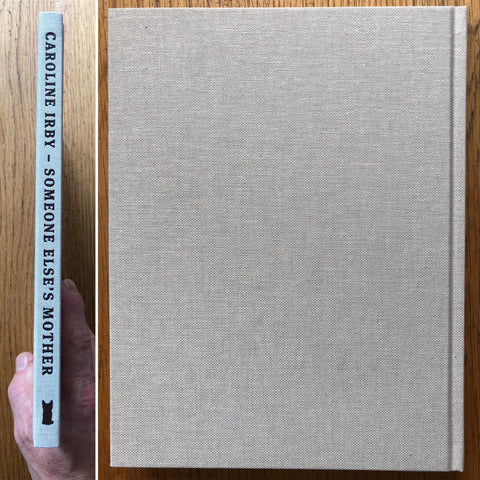 CAROLINE IRBY – SOMEONE ELSE'S MOTHER